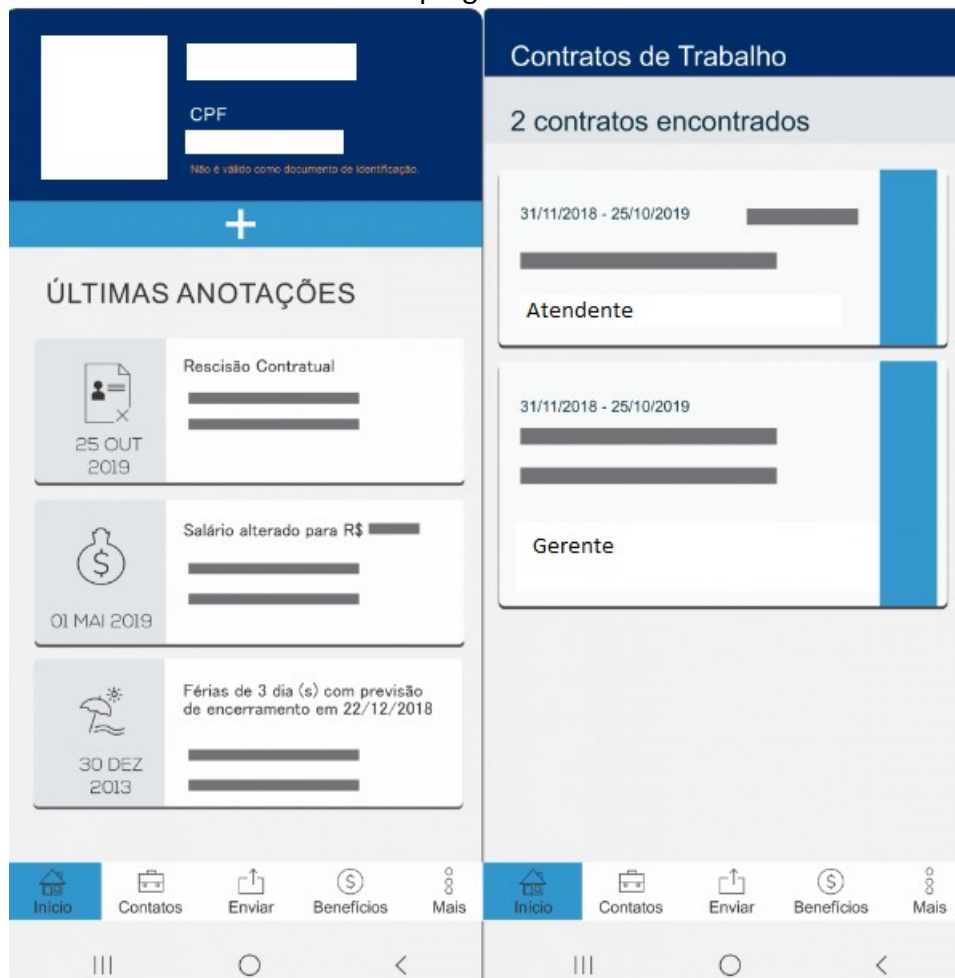 CPF
Não é válido como documento de identificação.
+
ÚLTIMAS ANOTAÇÕES
Rescisão Contratual
25 OUT
2019
Salário alterado para R$
01 MAI 2019
Férias de 3 dia (s) com previsão
de encerramento em 22/12/2018
30 DEZ
2013
Início
Contatos
Enviar
Benefícios
Mais
Contratos de Trabalho
2 contratos encontrados
31/11/2018 - 25/10/2019
Atendente
31/11/2018 - 25/10/2019
Gerente
Início
Contatos
Enviar
Benefícios
Mais